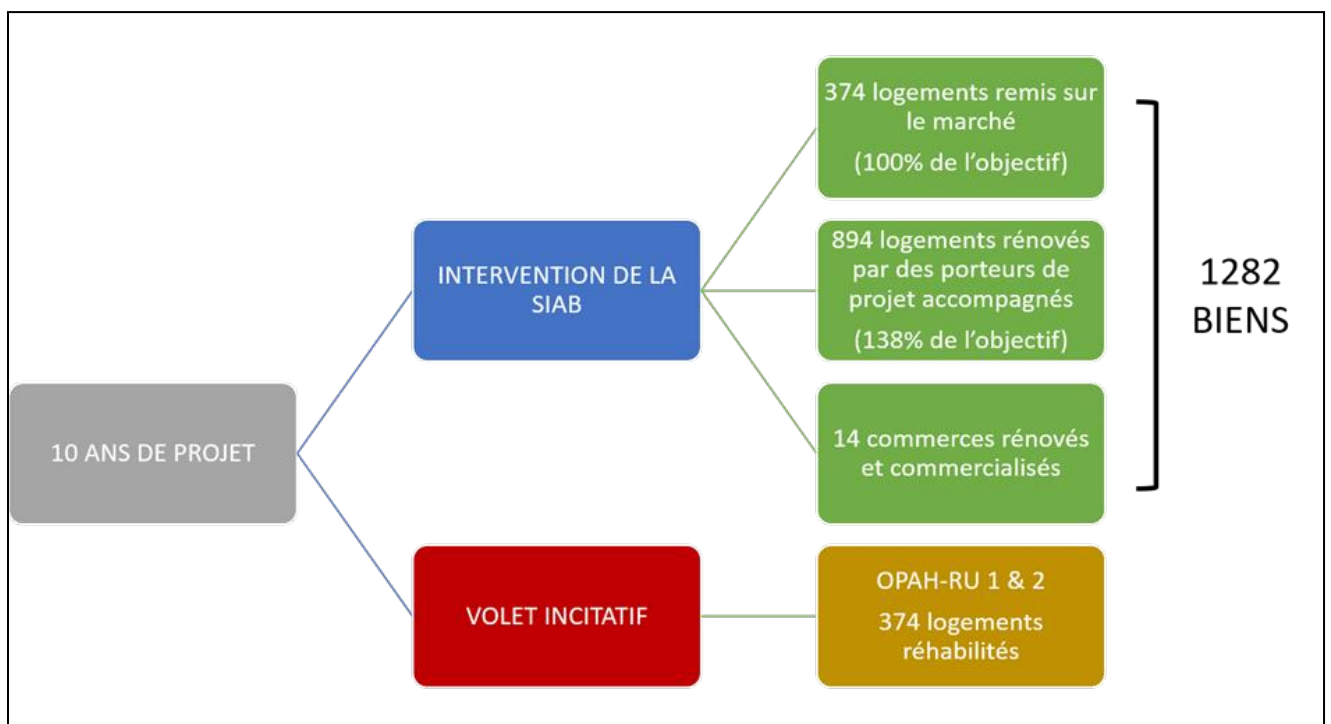 10 ANS DE PROJET
INTERVENTION DE LA
SIAB
374 logements remis sur
le marché
(100% de l’objectif)
894 logements rénovés
par des porteurs de
projet accompagnés
(138% de l’objectif)
14 commerces rénovés
et commercialisés
1282
BIENS
VOLET INCITATIF
OPAH-RU 1 & 2
374 logements
réhabilités